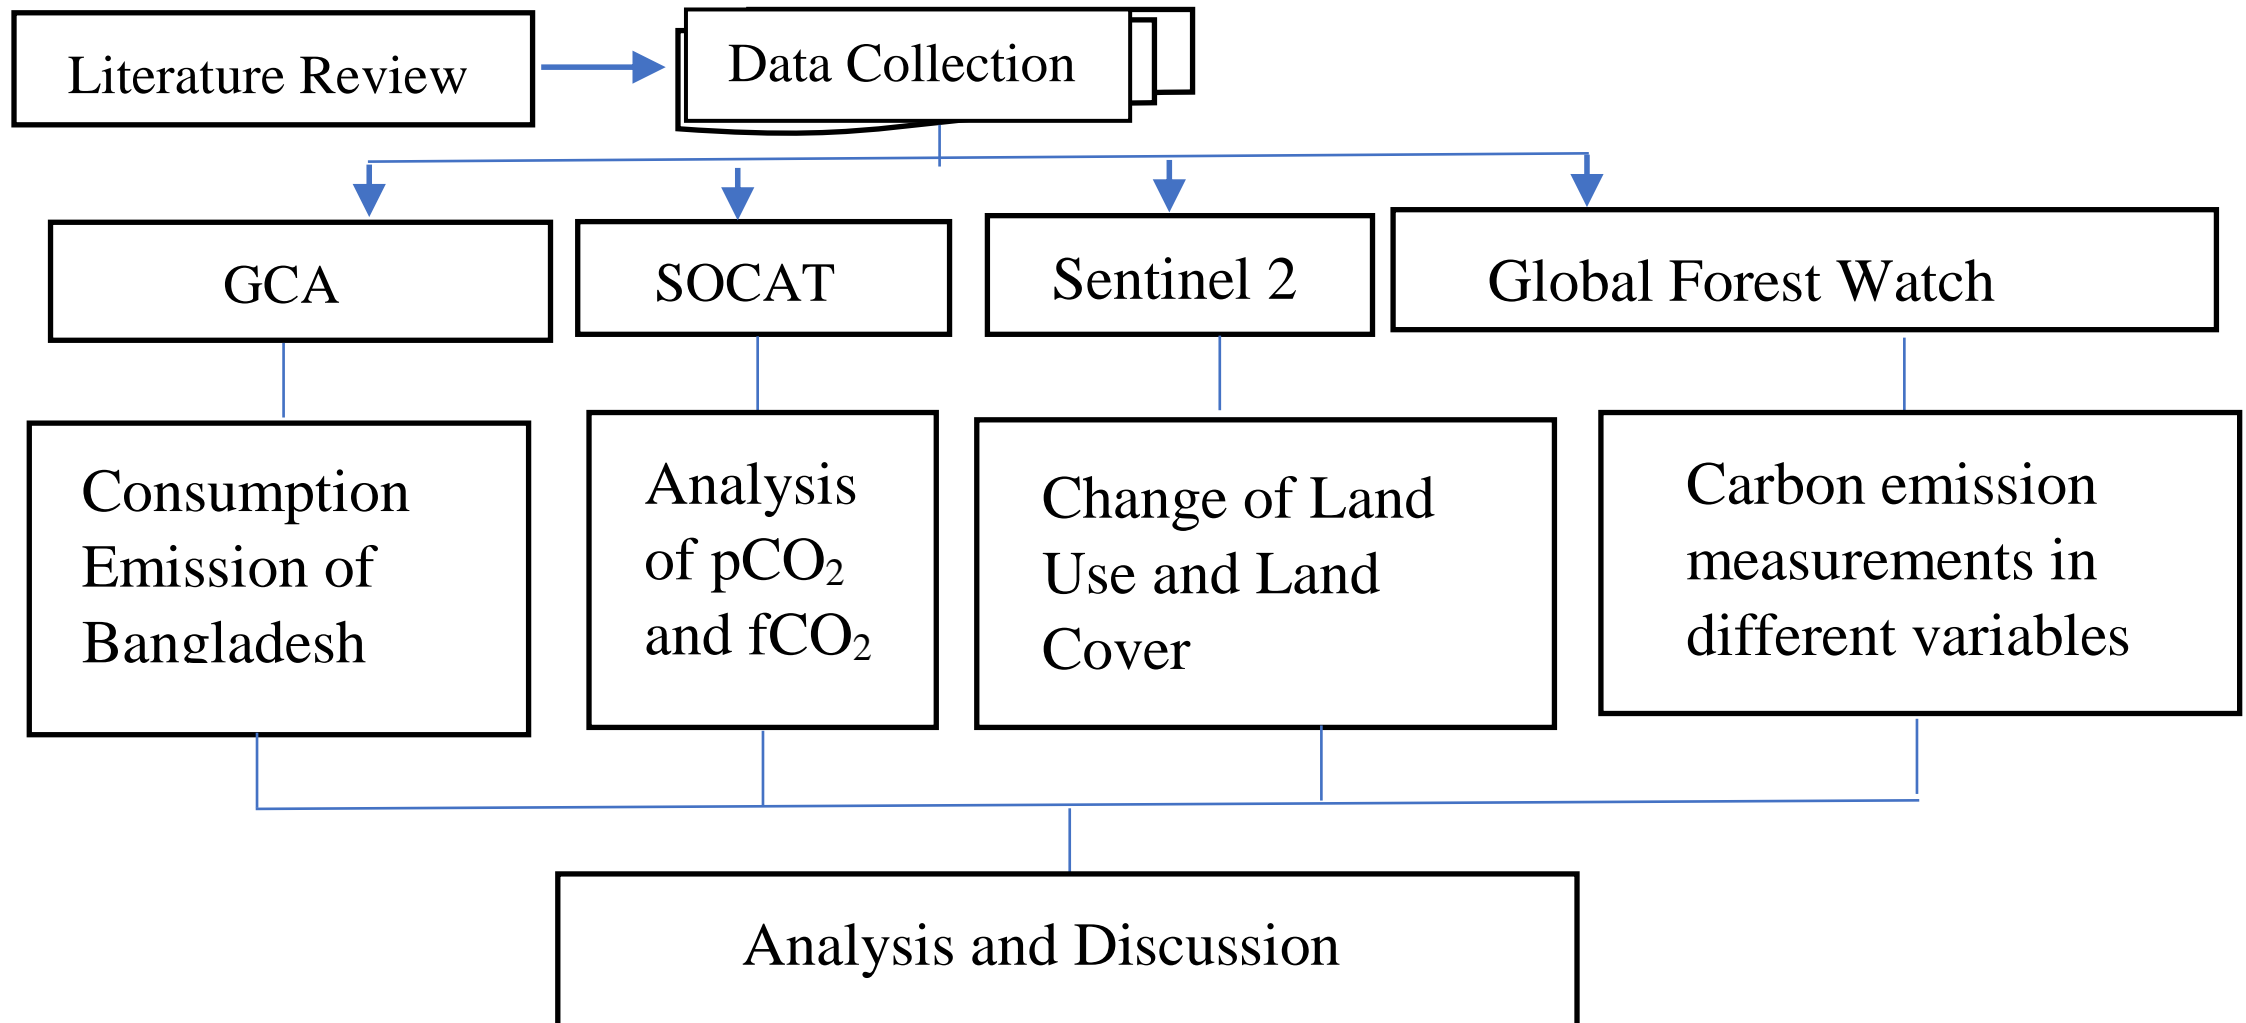 Literature Review
Data Collection
GCA
SOCAT
Sentinel 2
Global Forest Watch
Consumption
Emission of
Bangladesh
Analysis
of pCO₂
and fCO₂
Change of Land
Use and Land
Cover
Carbon emission
measurements in
different variables
Analysis and Discussion